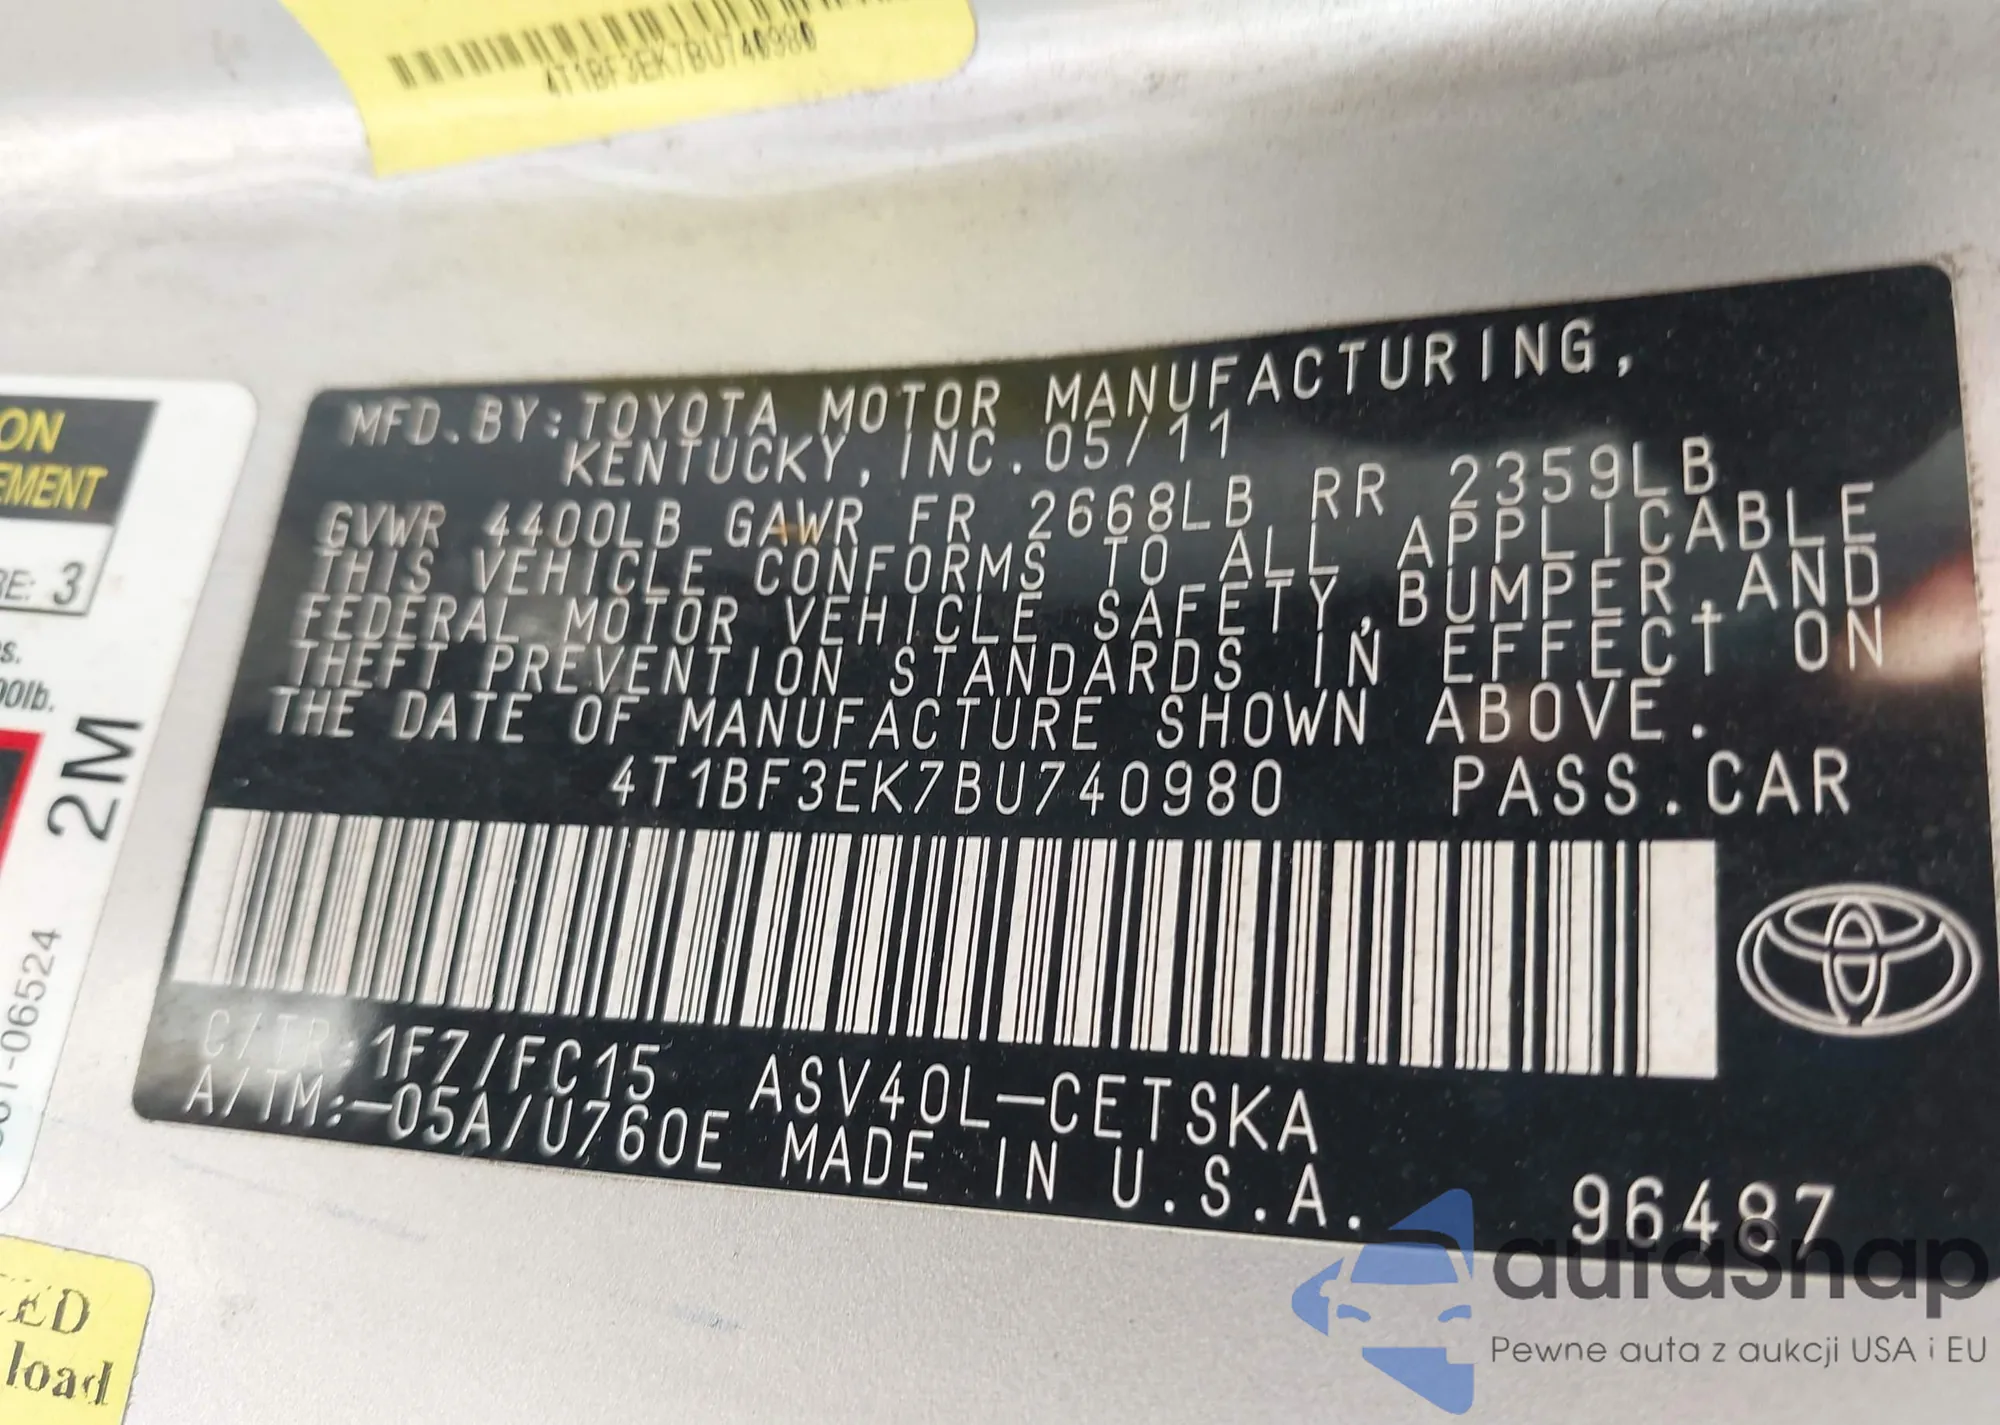 4T1BF3EK7BU740980
MFD.BY:TOYOTA MOTOR MANUFACTURING,
KENTUCKY,INC.05/11
GVWR 4400LB GAWR FR 2668LB RR 2359LB
THIS VEHICLE CONFORMS TO ALL APPLICABLE
FEDERAL MOTOR VEHICLE SAFETY,BUMPER,AND
THEFT PREVENTION STANDARDS IN EFFECT ON
THE DATE OF MANUFACTURE SHOWN ABOVE.
4T1BF3EK7BU740980 PASS.CAR
C/TR:1F7/FC15 ASV40L-CETSKA
A/TM:-05A/U760E MADE IN U.S.A.
96487
3
2M
-06524
load
autosnap
Pewne auta z aukcji USA i EU